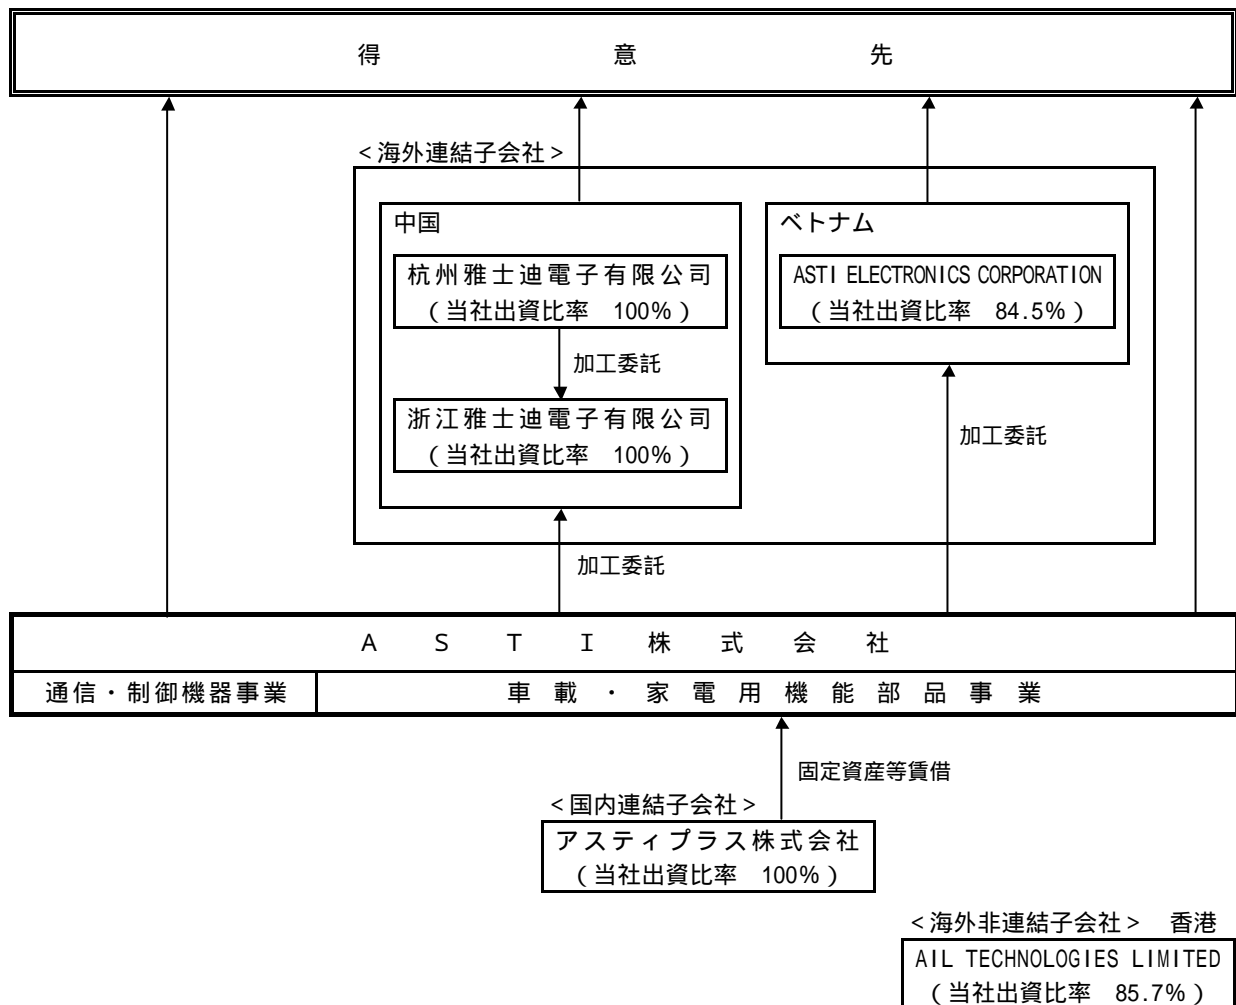 得意先
<海外連結子会社>
中国
杭州雅士迪電子有限公司
(当社出資比率 100%)
加工委託
浙江雅士迪電子有限公司
(当社出資比率 100%)
ベトナム
ASTI ELECTRONICS CORPORATION
(当社出資比率 84.5%)
加工委託
加工委託
ASTI株式会社
通信・制御機器事業
車載・家電用機能部品事業
固定資産等賃借
<国内連結子会社>
アスティプラス株式会社
(当社出資比率 100%)
<海外非連結子会社> 香港
AIL TECHNOLOGIES LIMITED
(当社出資比率 85.7%)